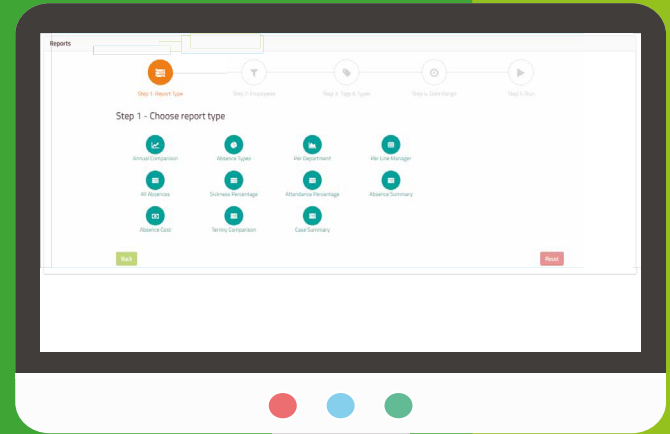 Reports
Step 1: Report Type
Step 2: Employees
Step 3: Tags & Types
Step 4: Date Range
Step 5: Run
Step 1 - Choose report type
Annual Comparison
Absence Types
Per Department
Per Line Manager
All Absences
Sickness Percentage
Attendance Percentage
Absence Summary
Absence Cost
Termly Comparison
Case Summary
Back
Reset